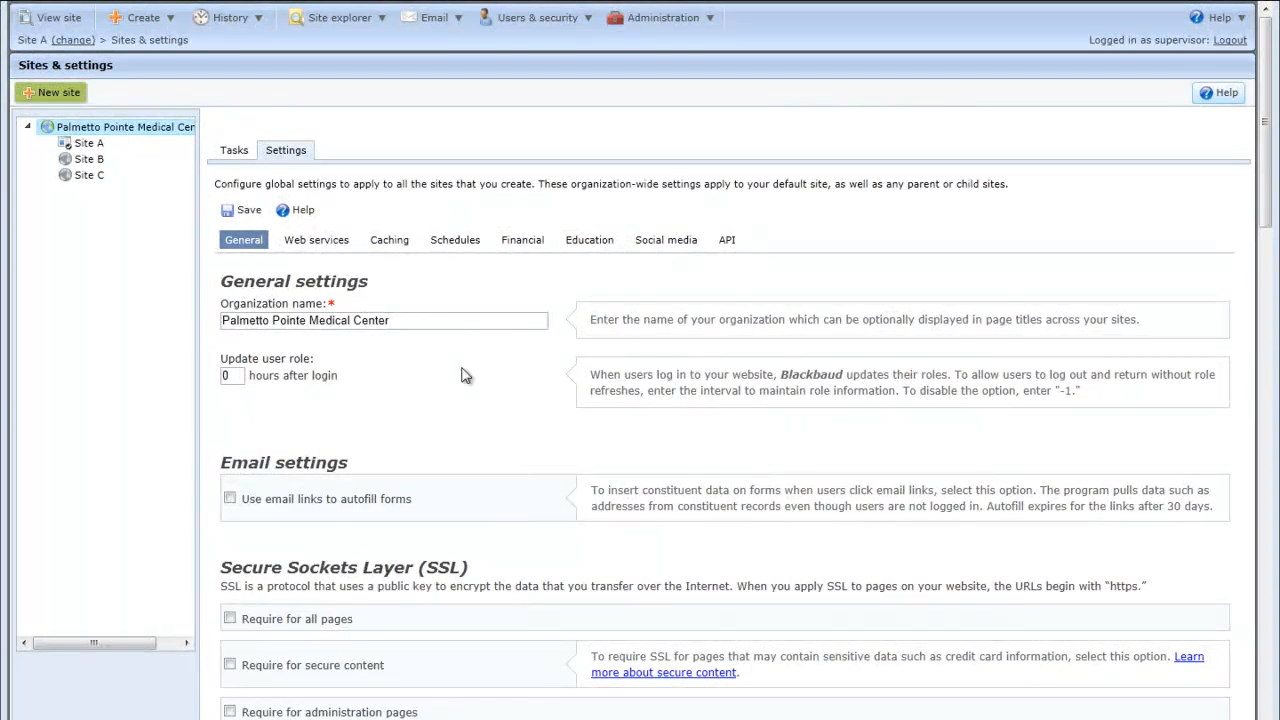 View site Create History Site explorer Email Users & security Administration Help
Site A (change) > Sites & settings Logged in as supervisor: Logout
Sites & settings
New site Help
Palmetto Pointe Medical Cer
Site A
Site B
Site C
Tasks Settings
Configure global settings to apply to all the sites that you create. These organization-wide settings apply to your default site, as well as any parent or child sites.
Save Help
General Web services Caching Schedules Financial Education Social media API
General settings
Organization name:*
Palmetto Pointe Medical Center
Enter the name of your organization which can be optionally displayed in page titles across your sites.
Update user role:
0 hours after login
When users log in to your website, Blackbaud updates their roles. To allow users to log out and return without role
refreshes, enter the interval to maintain role information. To disable the option, enter "-1."
Email settings
Use email links to autofill forms
To insert constituent data on forms when users click email links, select this option. The program pulls data such as
addresses from constituent records even though users are not logged in. Autofill expires for the links after 30 days.
Secure Sockets Layer (SSL)
SSL is a protocol that uses a public key to encrypt the data that you transfer over the Internet. When you apply SSL to pages on your website, the URLs begin with “https.”
Require for all pages
Require for secure content
To require SSL for pages that may contain sensitive data such as credit card information, select this option. Learn
more about secure content.
Require for administration pages